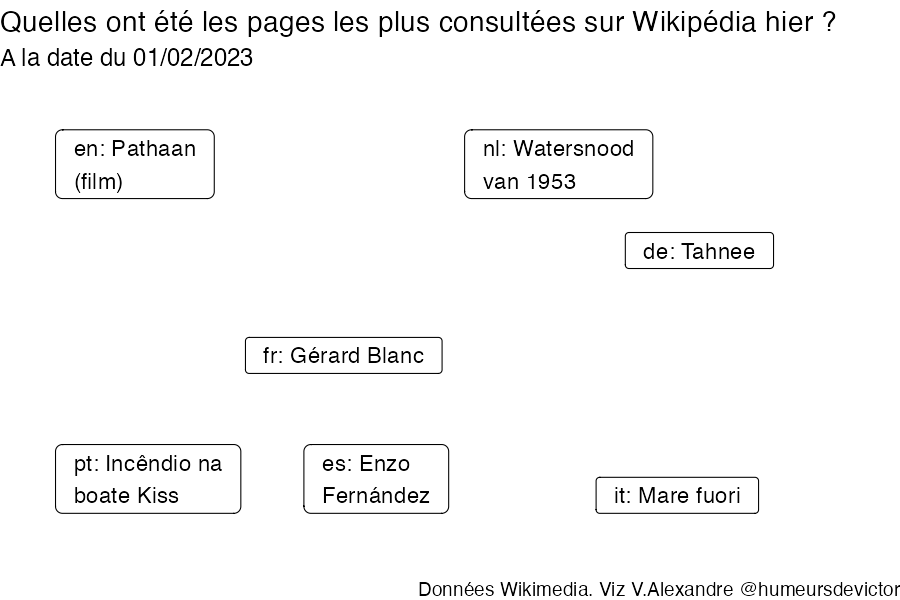 Quelles ont été les pages les plus consultées sur Wikipédia hier ?
A la date du 01/02/2023
en: Pathaan
(film)
nl: Watersnood
van 1953
de: Tahnee
fr: Gérard Blanc
pt: Incêndio na
boate Kiss
es: Enzo
Fernández
it: Mare fuori
Données Wikimedia. Viz V.Alexandre @humeursdevictor